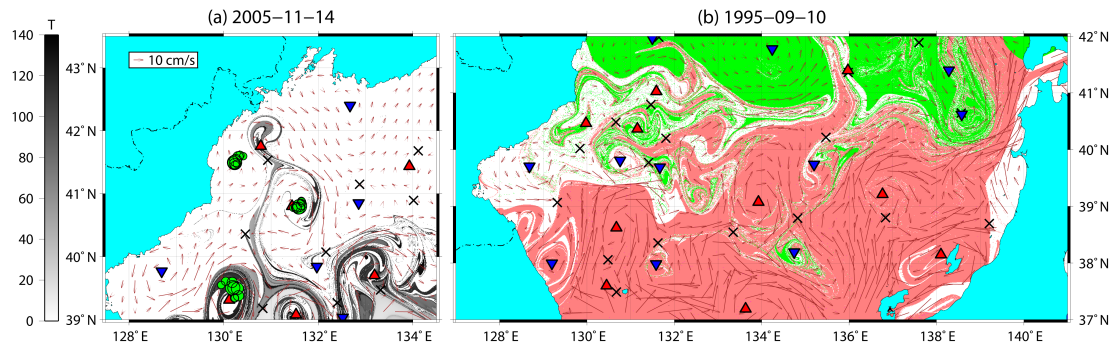 (a) 2005−11−14
(b) 1995−09−10
T
140
120
100
80
60
40
20
0
10 cm/s
43°N
42°N
41°N
40°N
39°N
128°E
130°E
132°E
134°E
42°N
41°N
40°N
39°N
38°N
37°N
128°E
130°E
132°E
134°E
136°E
138°E
140°E